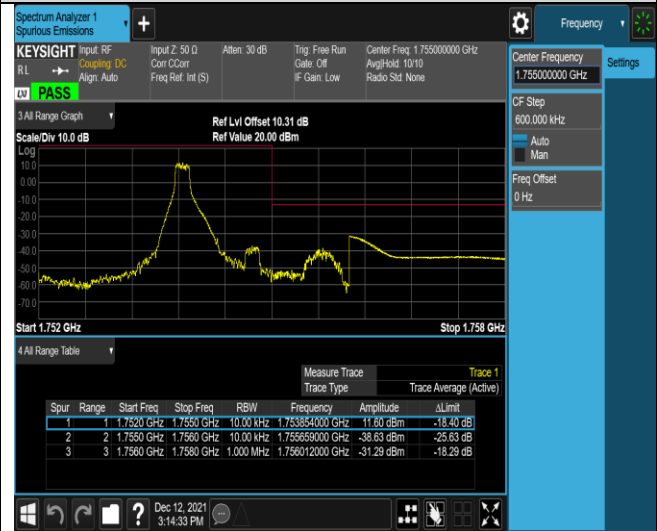 Spectrum Analyzer 1
Spurious Emissions
+
Frequency
KEYSIGHT Input: RF Input Z: 50 Ω Atten: 30 dB Trig: Free Run Center Freq: 1.755000000 GHz
RL Coupling: DC Corr CCorr Gate: Off Avg|Hold: 10/10
Align: Auto Freq Ref: Int (S) IF Gain: Low Radio Std: None
LXI PASS
Center Frequency
1.755000000 GHz
Settings
CF Step
600.000 kHz
Auto
Man
Freq Offset
0 Hz
3 All Range Graph
Ref Lvl Offset 10.31 dB
Scale/Div 10.0 dB Ref Value 20.00 dBm
Log
10.0
0.00
-10.0
-20.0
-30.0
-40.0
-50.0
-60.0
-70.0
Start 1.752 GHz Stop 1.758 GHz
4 All Range Table
Measure Trace Trace 1
Trace Type Trace Average (Active)
Spur Range Start Freq Stop Freq RBW Frequency Amplitude ΔLimit
1 1 1.7520 GHz 1.7550 GHz 10.00 kHz 1.753854000 GHz 11.60 dBm -18.40 dB
2 2 1.7550 GHz 1.7560 GHz 10.00 kHz 1.755659000 GHz -38.63 dBm -25.63 dB
3 3 1.7560 GHz 1.7580 GHz 1.000 MHz 1.756012000 GHz -31.29 dBm -18.29 dB
? Dec 12, 2021
3:14:33 PM